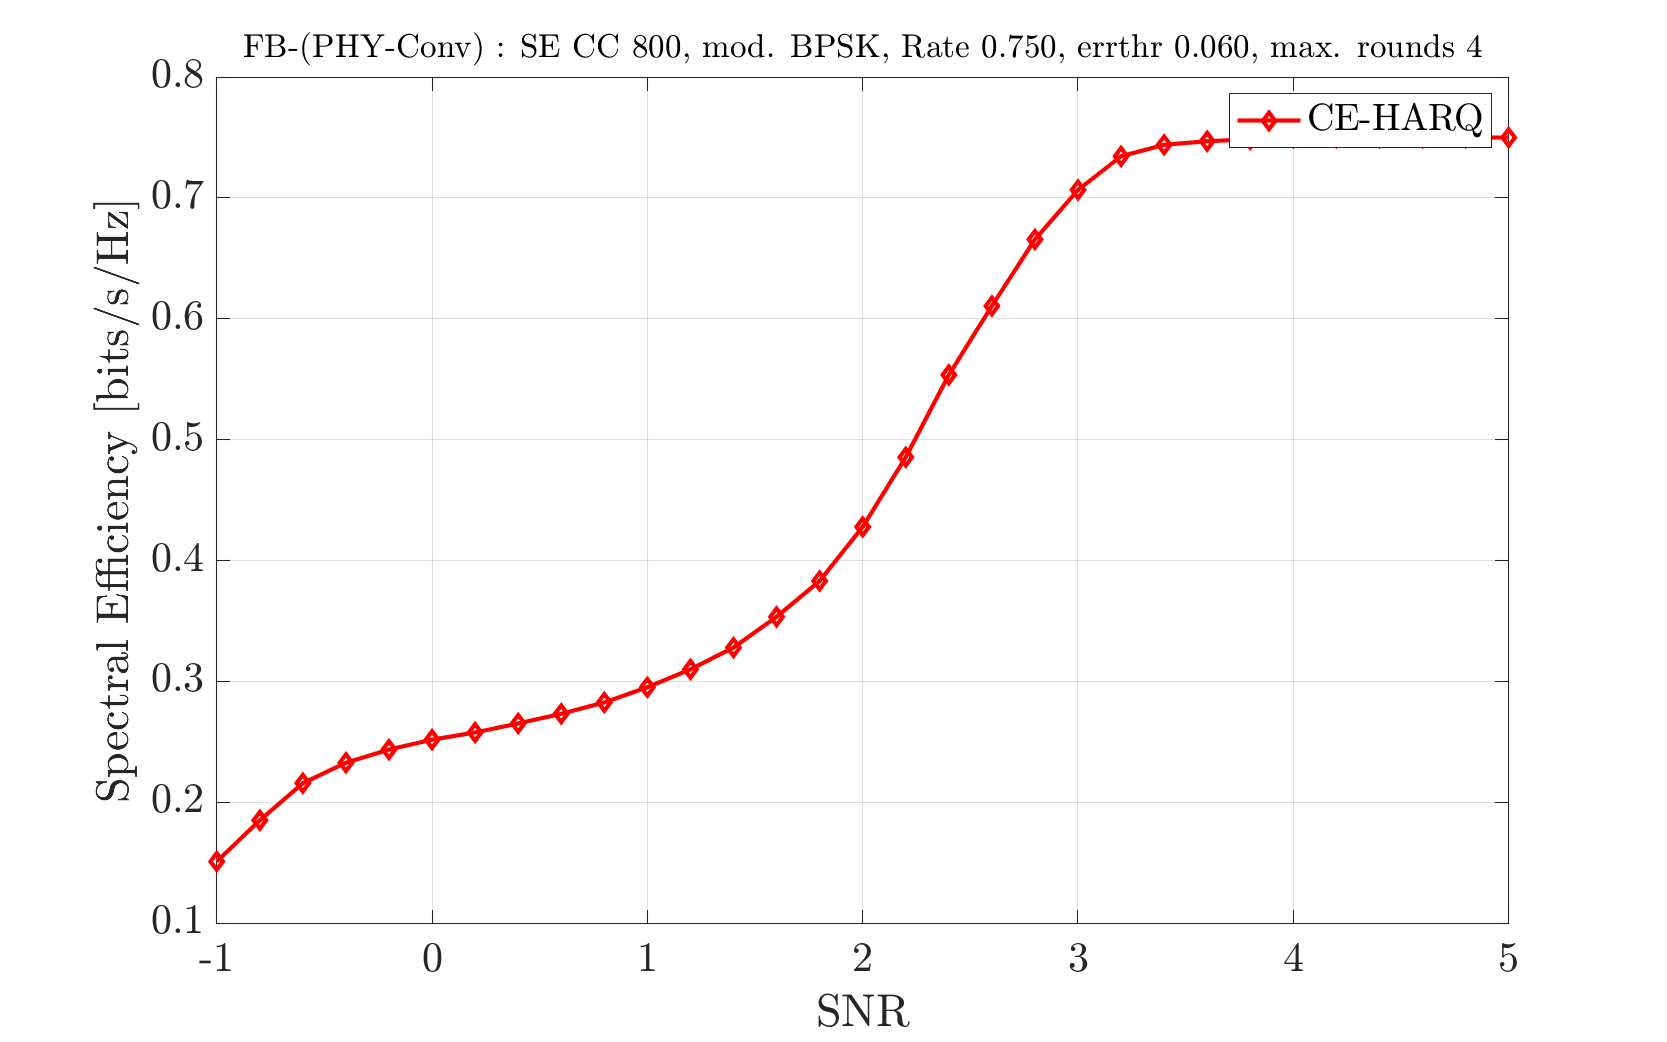 FB-(PHY-Conv) : SE CC 800, mod. BPSK, Rate 0.750, errthr 0.060, max. rounds 4
CE-HARQ
Spectral Efficiency [bits/s/Hz]
0.8
0.7
0.6
0.5
0.4
0.3
0.2
0.1
-1 0 1 2 3 4 5
SNR